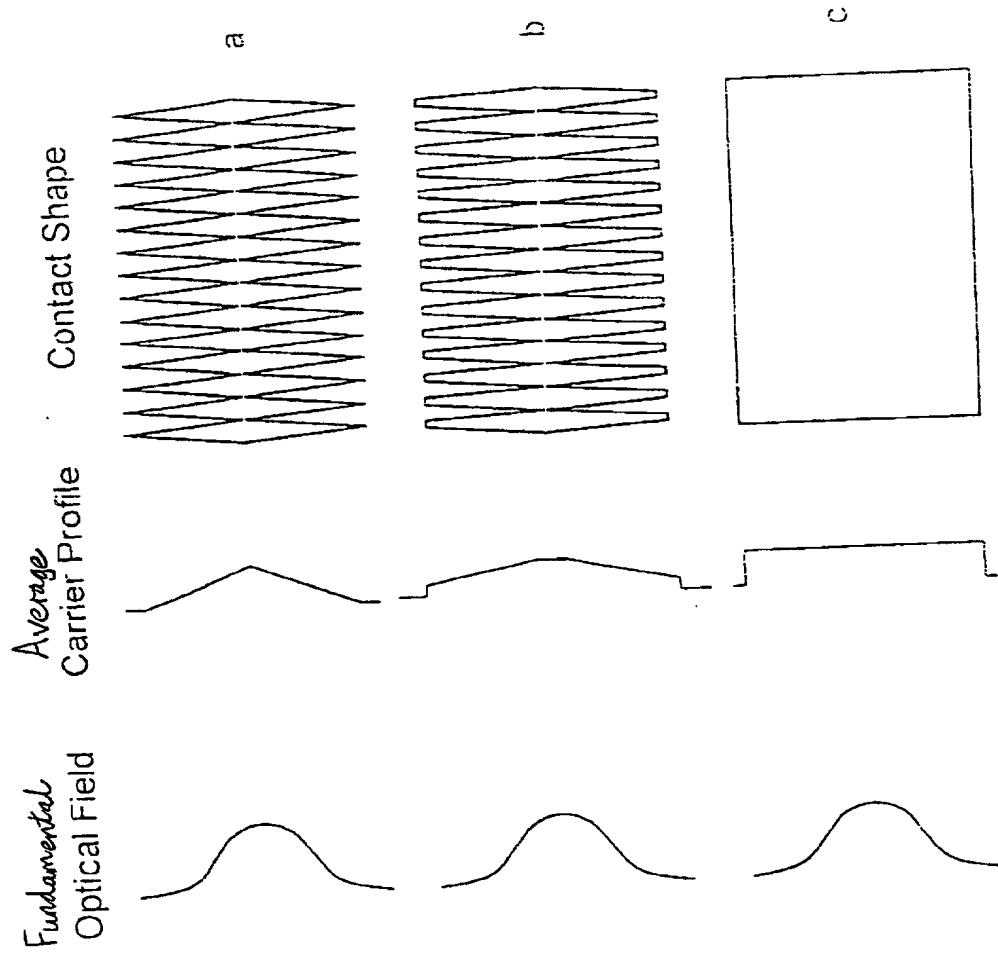 Fundamental
Optical Field
Average
Carrier Profile
Contact Shape
a
b
c